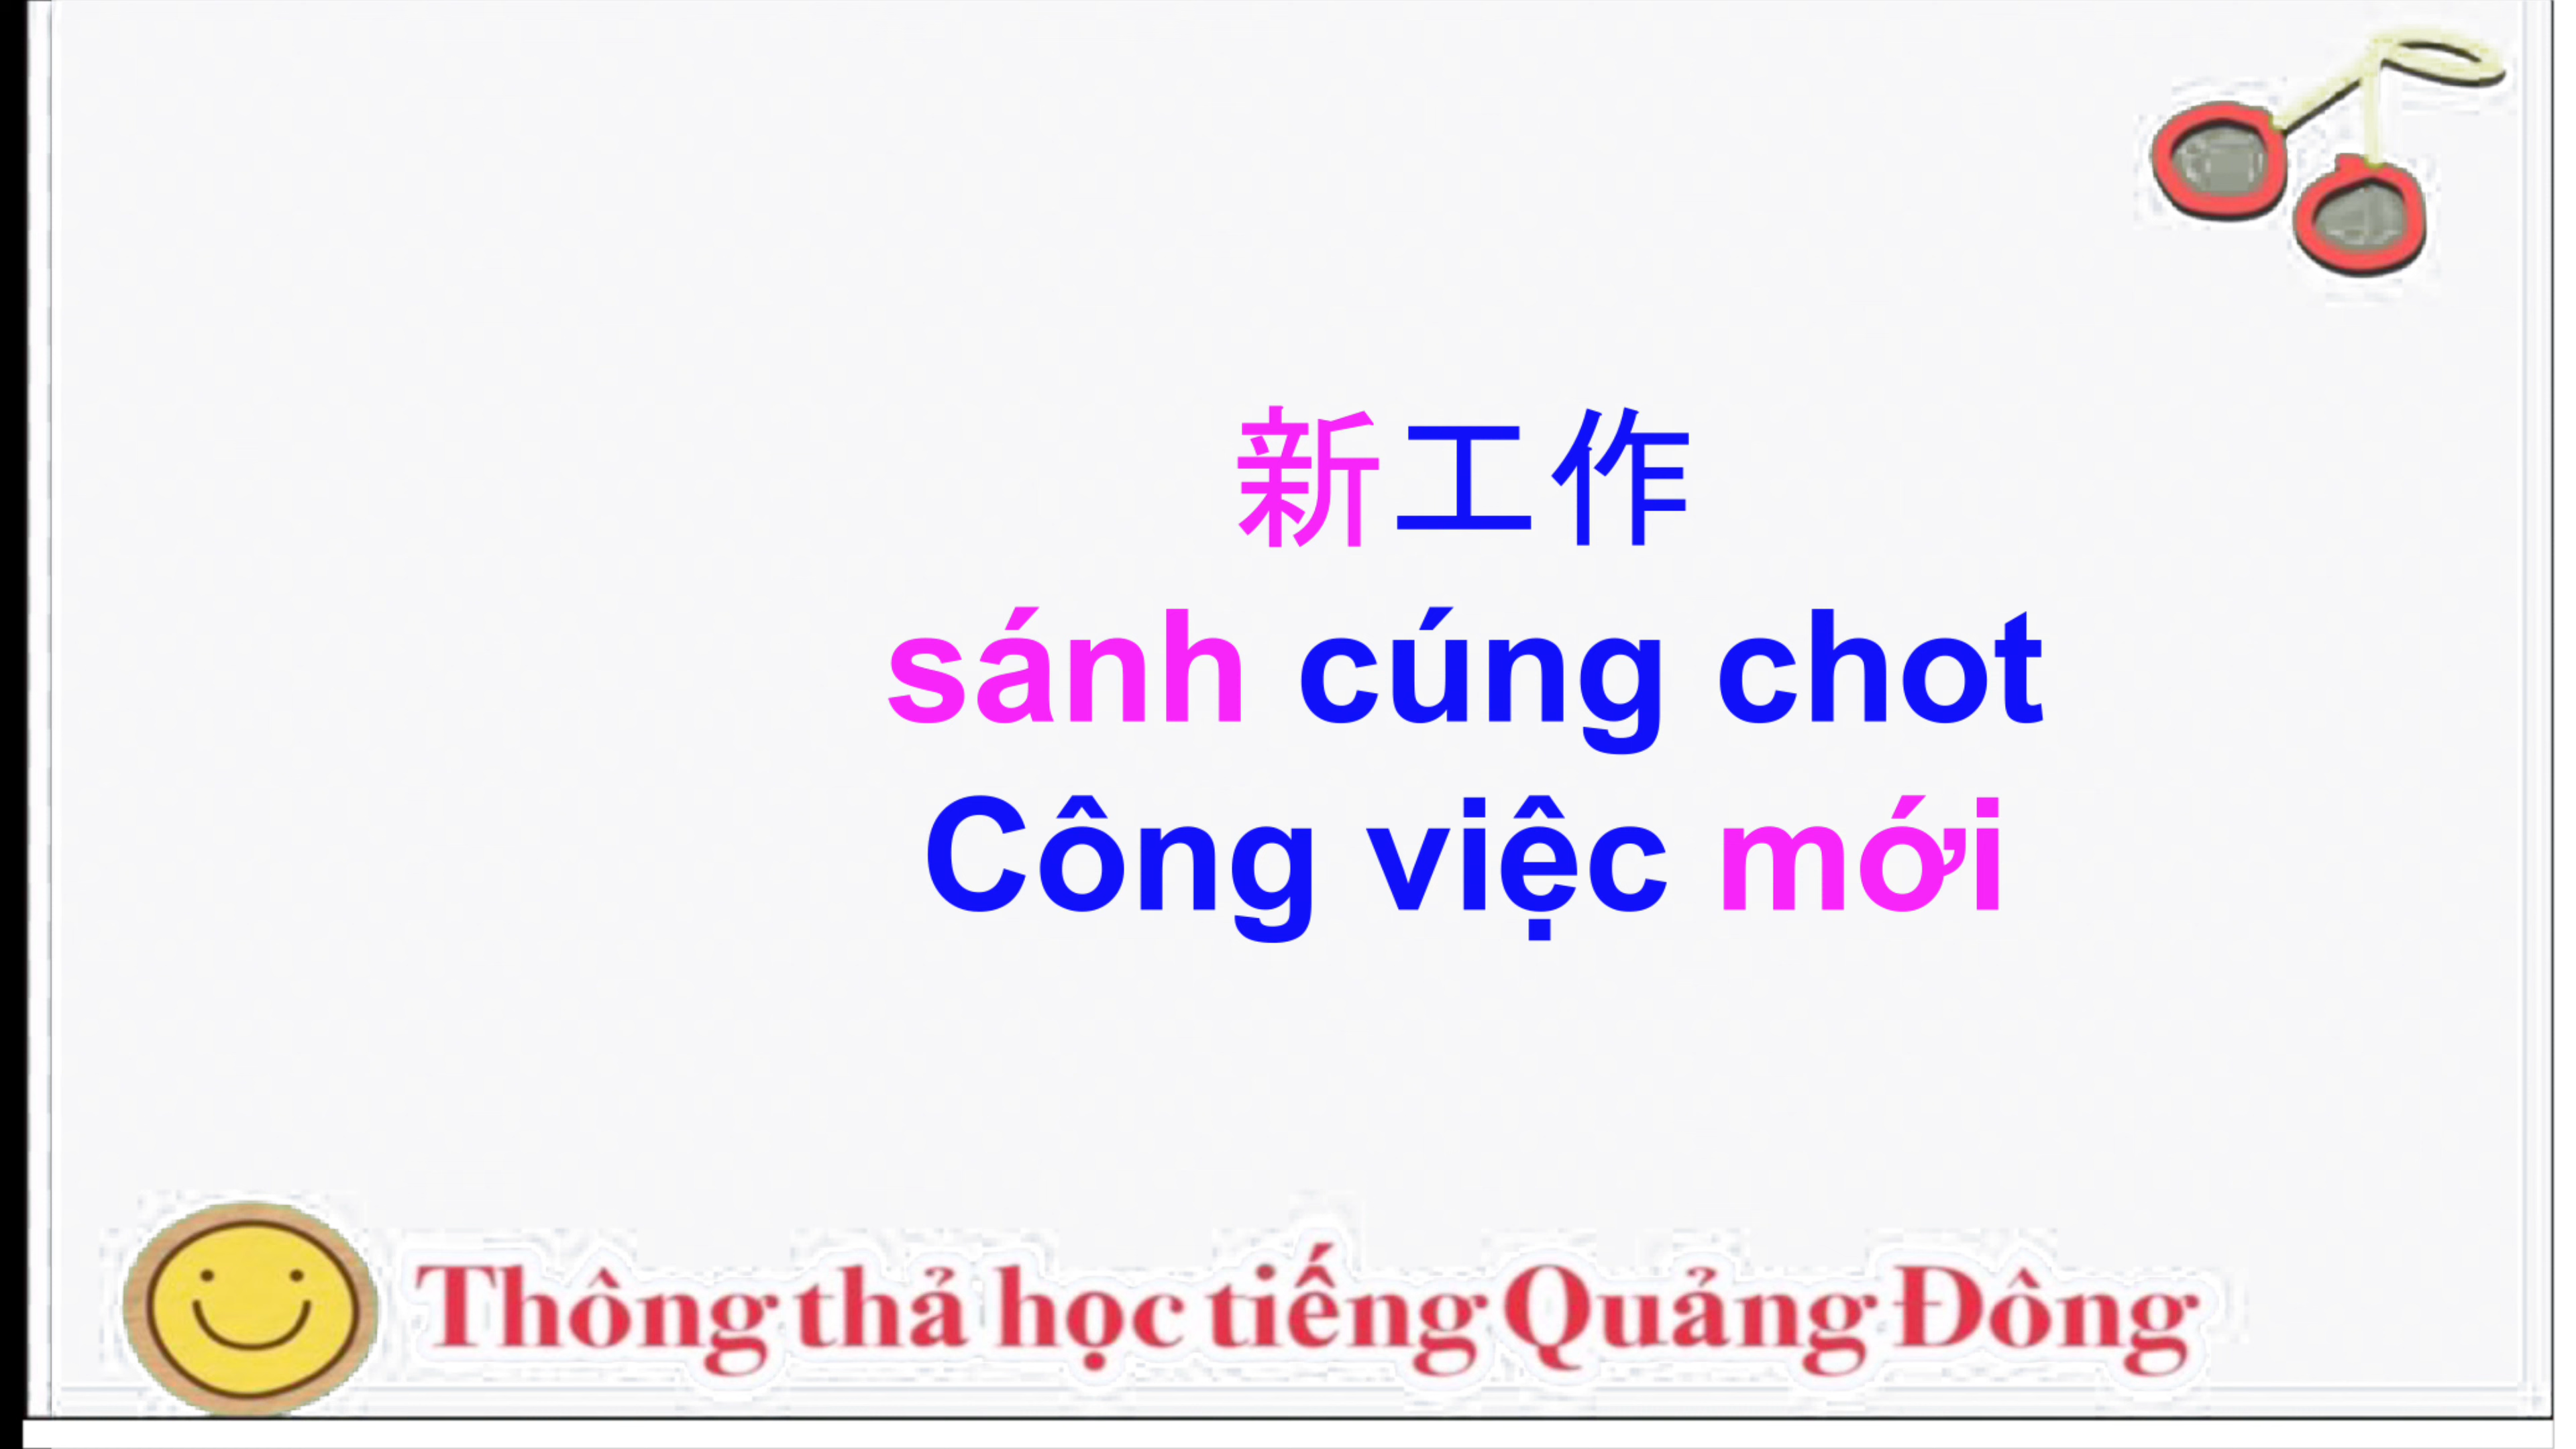 新工作
sánh cúng chot
Công việc mới
Thông thả học tiếng Quảng Đông